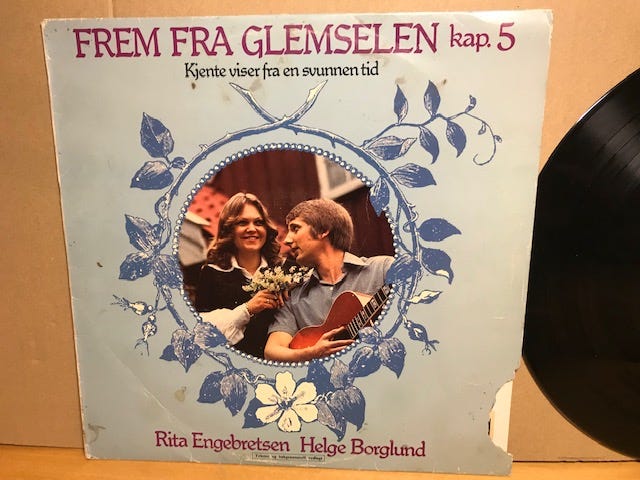 FREM FRA GLEMSELEN kap. 5
Kjente viser fra en svunnen tid
Rita Engebretsen Helge Borglund